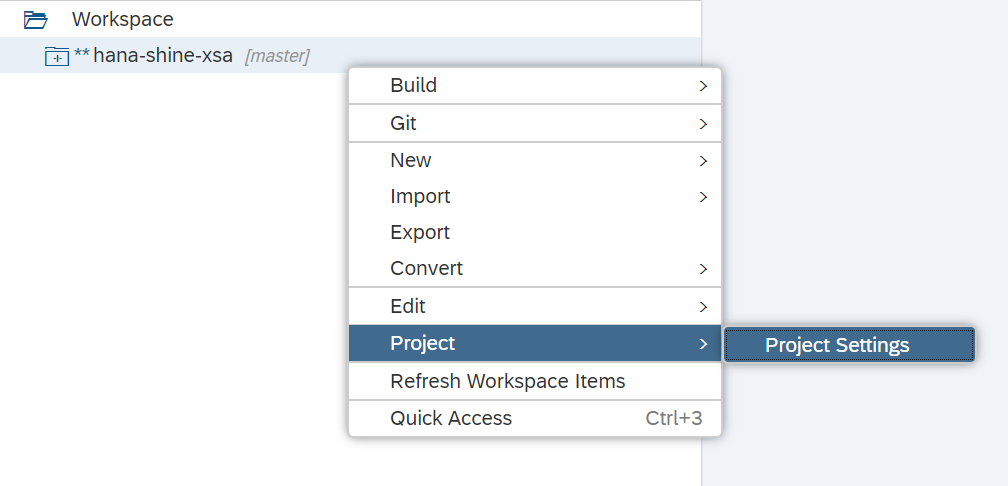 Workspace
** hana-shine-xsa [master]
Build >
Git >
New >
Import >
Export
Convert >
Edit >
Project >
Project Settings
Refresh Workspace Items
Quick Access Ctrl+3